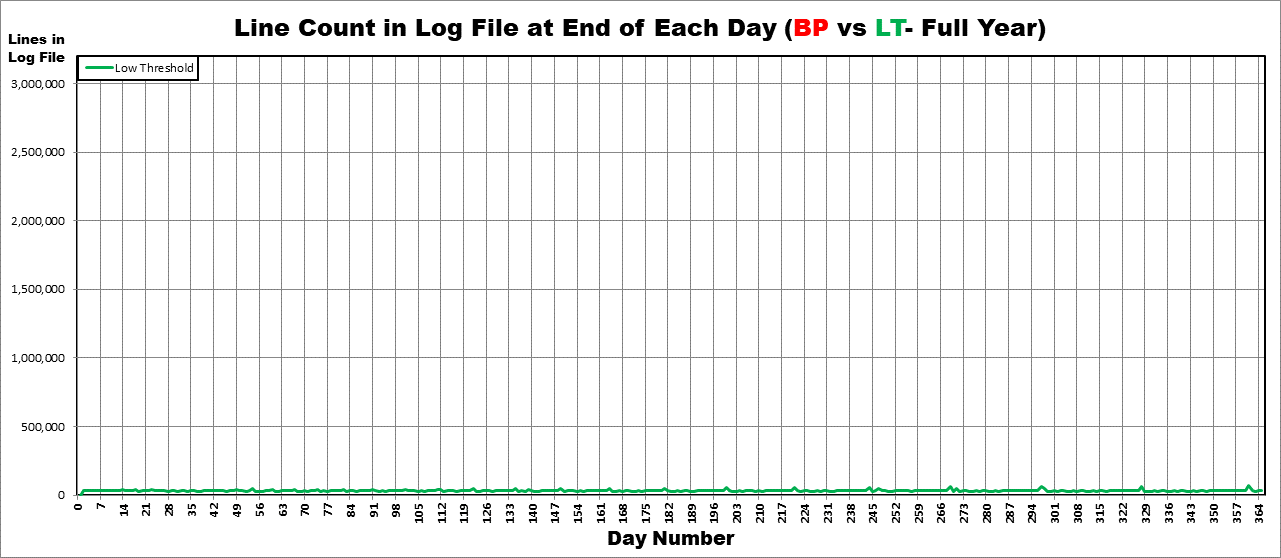 Line Count in Log File at End of Each Day (BP vs LT- Full Year)
Lines in
Log File
Low Threshold
3,000,000
2,500,000
2,000,000
1,500,000
1,000,000
500,000
0
0 7 14 21 28 35 42 49 56 63 70 77 84 91 98 105 112 119 126 133 140 147 154 161 168 175 182 189 196 203 210 217 224 231 238 245 252 259 266 273 280 287 294 301 308 315 322 329 336 343 350 357 364
Day Number